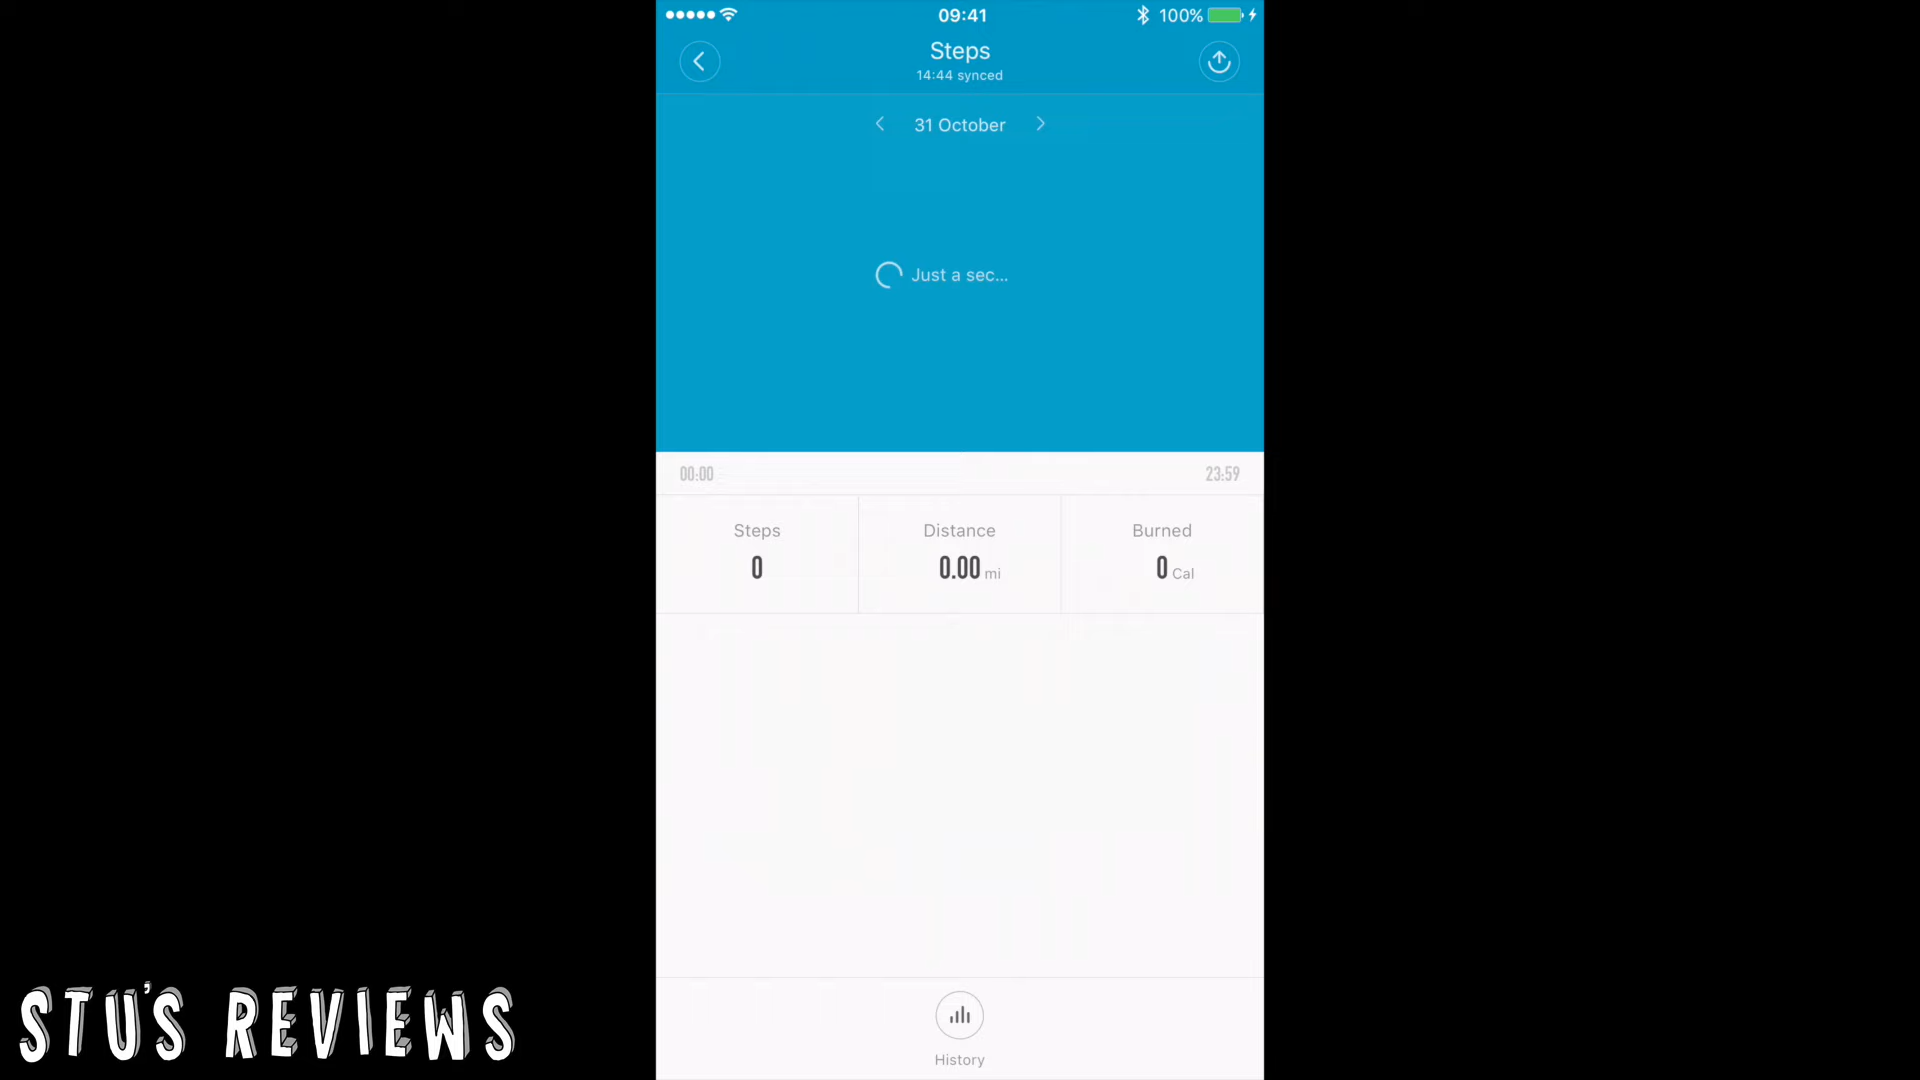 09:41
100%
Steps
14:44 synced
31 October
Just a sec...
00:00
23:59
Steps
Distance
Burned
0
0.00 mi
0 Cal
History
STU'S REVIEWS